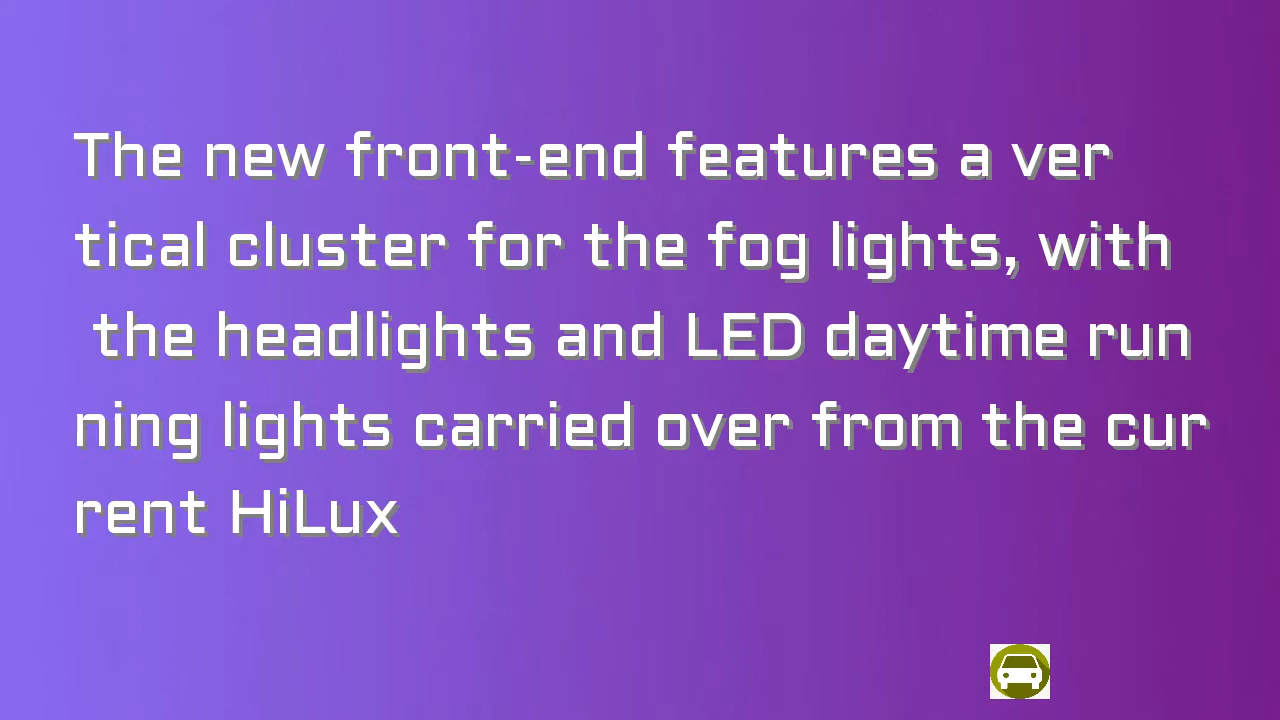 The new front-end features a ver
tical cluster for the fog lights, with
the headlights and LED daytime run
ning lights carried over from the cur
rent HiLux